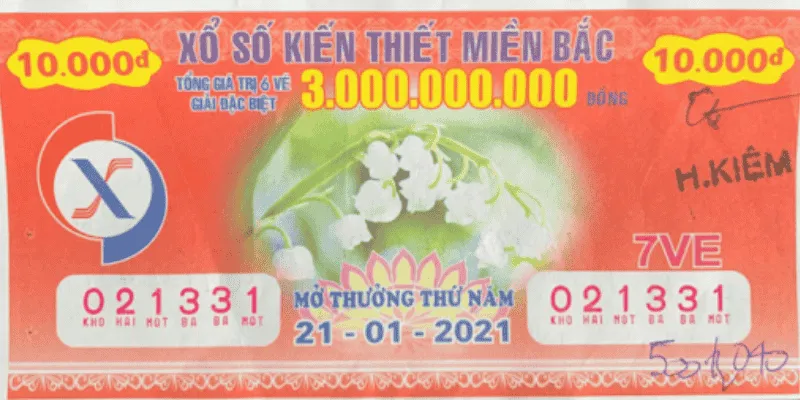 10.000đ
XỔ SỐ KIẾN THIẾT MIỀN BẮC
10.000đ
TỔNG GIÁ TRỊ 6 VÉ
GIẢI ĐẶC BIỆT
3.000.000.000
ĐỒNG
H.KIÊM
X
7VE
021331
KHO HAI MOT BA BA MOT
MỞ THƯỞNG THỨ NĂM
21 - 01 - 2021
021331
KHO HAI MOT BA BA MOT